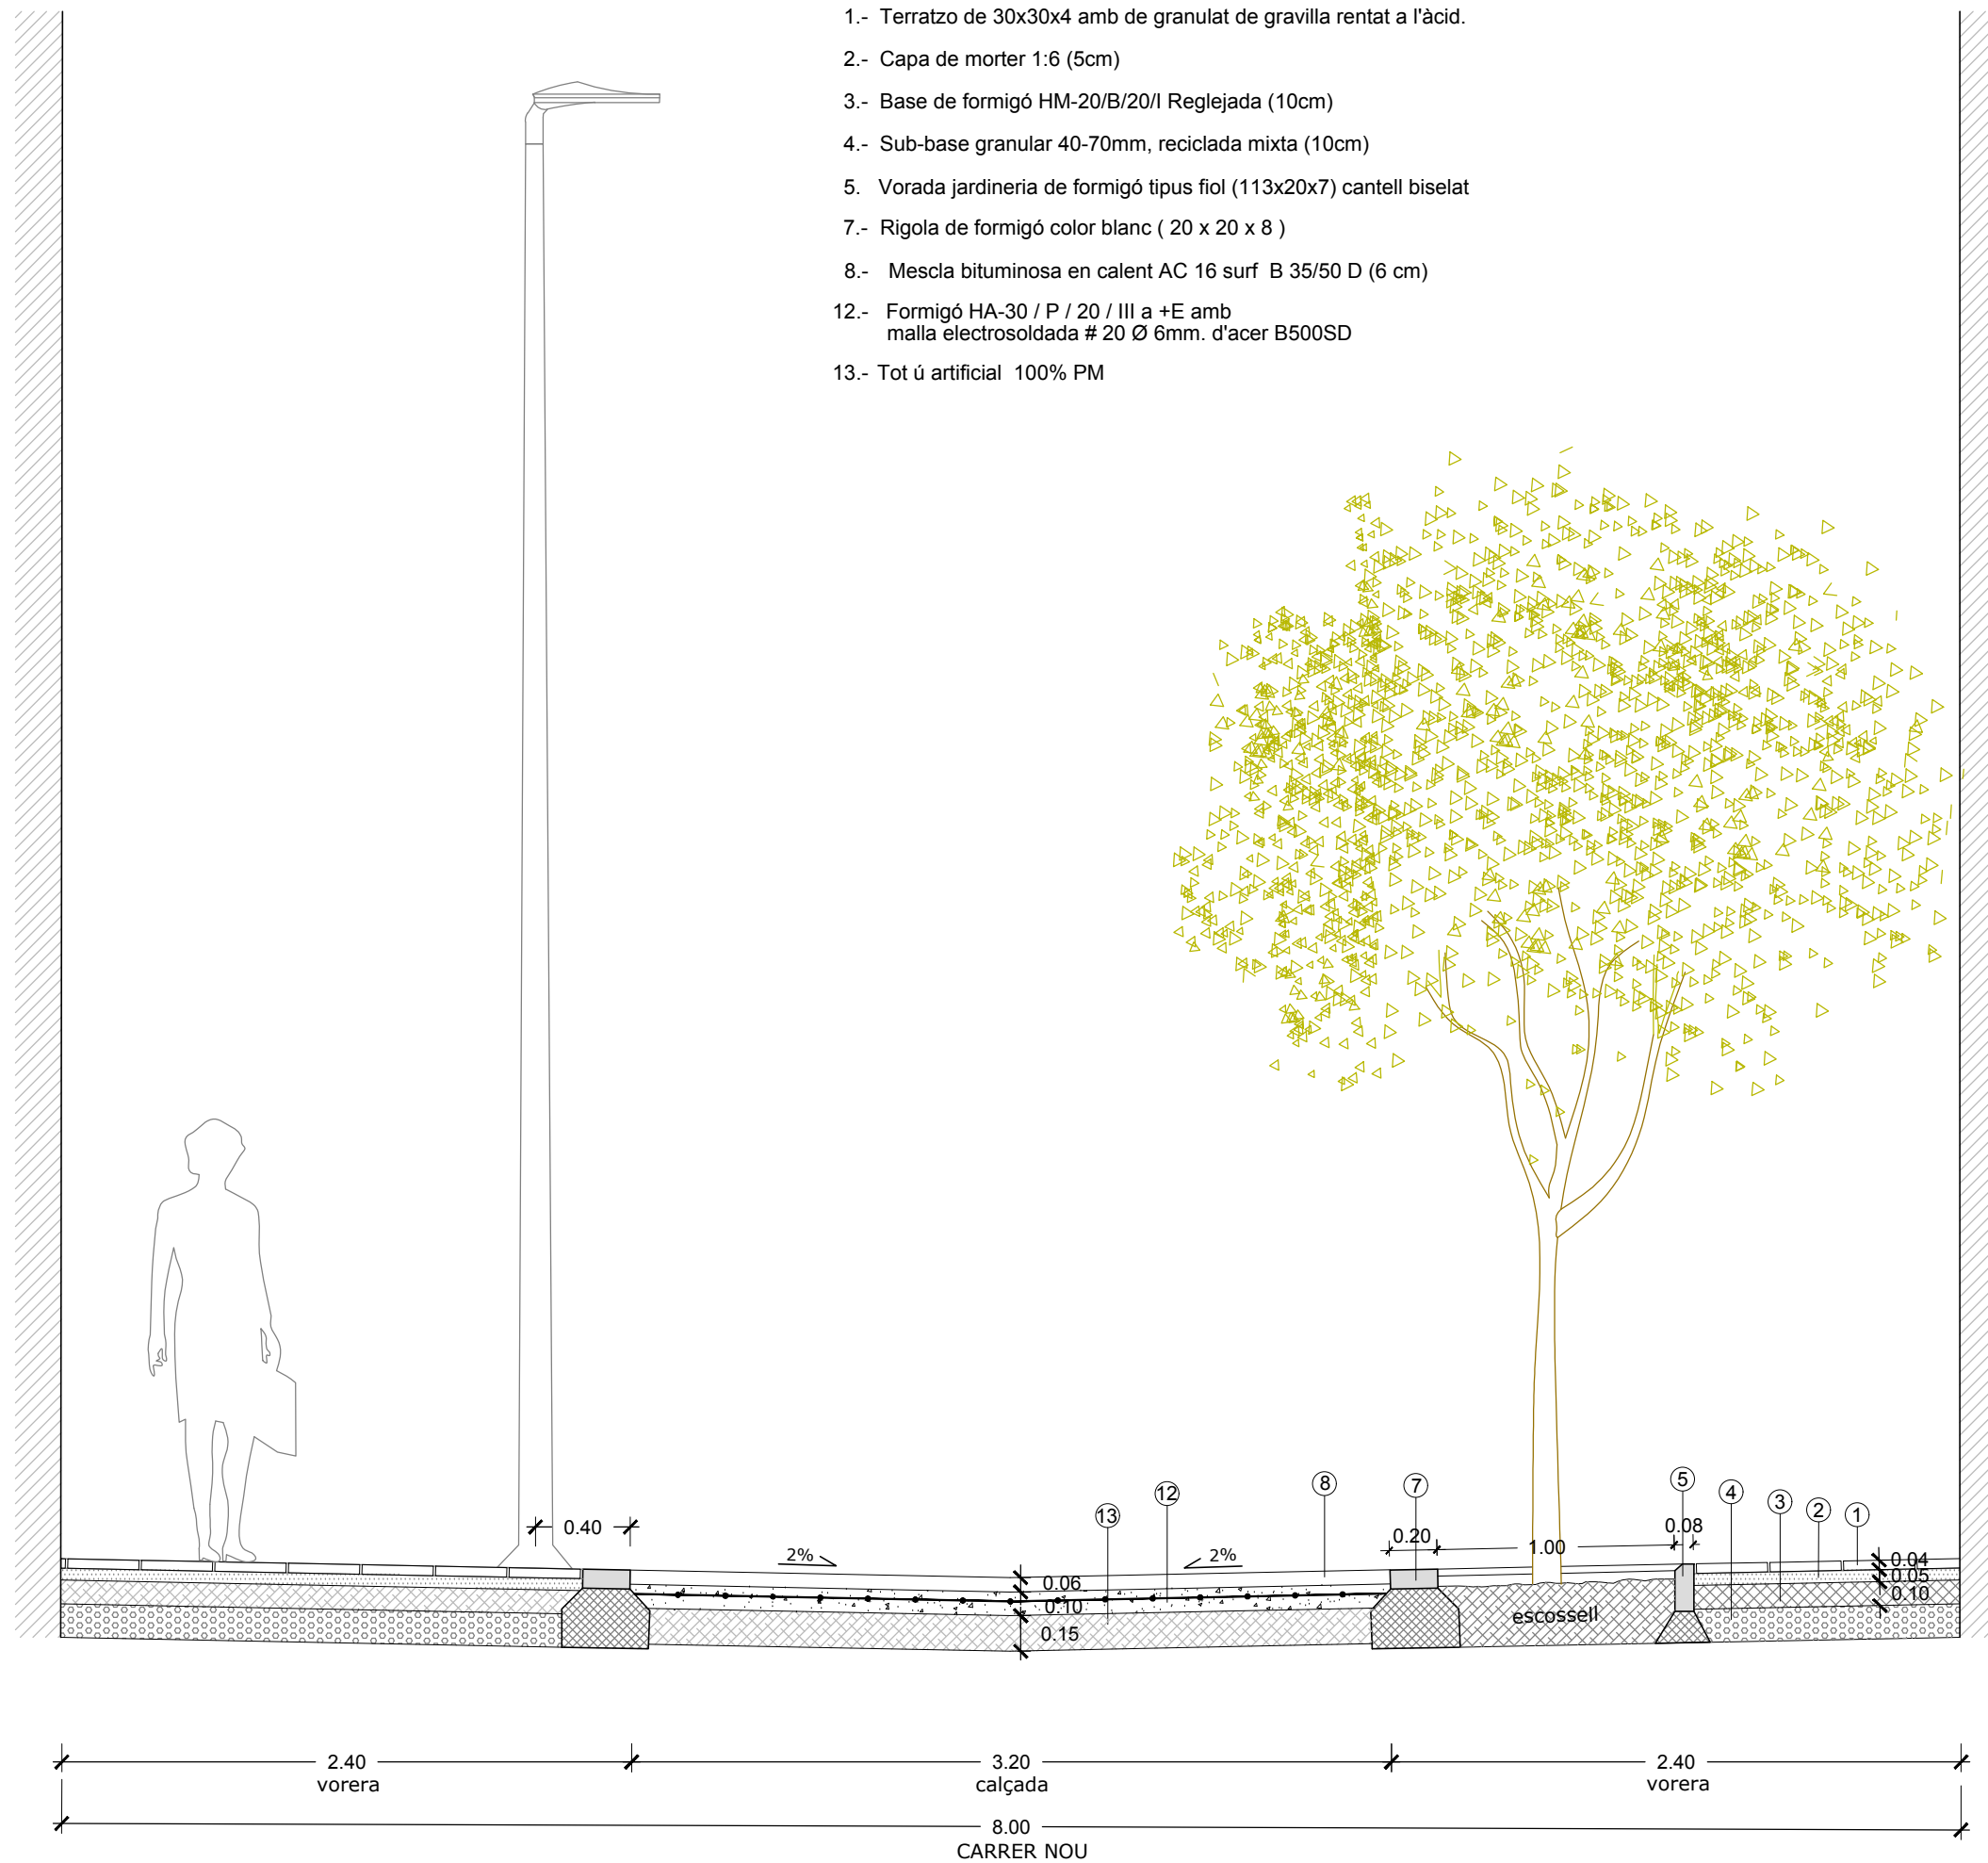 1.- Terratzo de 30x30x4 amb de granulat de gravilla rentat a l'àcid.
2.- Capa de morter 1:6 (5cm)
3.- Base de formigó HM-20/B/20/I Reglejada (10cm)
4.- Sub-base granular 40-70mm, reciclada mixta (10cm)
5. Vorada jardineria de formigó tipus fiol (113x20x7) cantell biselat
7.- Rigola de formigó color blanc ( 20 x 20 x 8 )
8.- Mescla bituminosa en calent AC 16 surf B 35/50 D (6 cm)
12.- Formigó HA-30 / P / 20 / III a +E amb
malla electrosoldada # 20 Ø 6mm. d'acer B500SD
13.- Tot ú artificial 100% PM
13 12 8 7 5 4 3 2 1
0.40 0.20 1.00 0.08
2% 2%
0.04
0.05
0.10
0.06
0.10
0.15
escossell
2.40 3.20 2.40
vorera calçada vorera
8.00
CARRER NOU